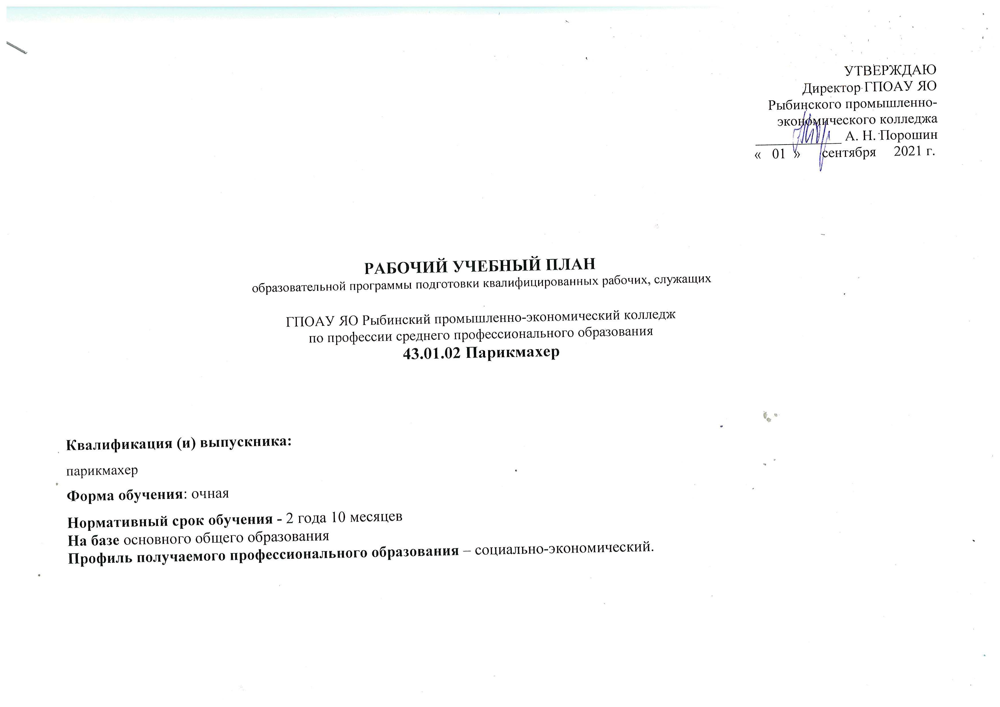 УТВЕРЖДАЮ
Директор ГПОАУ ЯО
Рыбинского промышленно-
экономического колледжа
А. Н. Порошин
« 01 » сентября 2021 г.
РАБОЧИЙ УЧЕБНЫЙ ПЛАН
образовательной программы подготовки квалифицированных рабочих, служащих
ГПОАУ ЯО Рыбинский промышленно-экономический колледж
по профессии среднего профессионального образования
43.01.02 Парикмахер
Квалификация (и) выпускника:
парикмахер
Форма обучения: очная
Нормативный срок обучения - 2 года 10 месяцев
На базе основного общего образования
Профиль получаемого профессионального образования – социально-экономический.